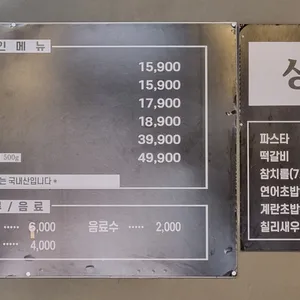 인 메뉴
15,900
15,900
17,900
18,900
39,900
500g 49,900
는 국내산입니다 *
/ 음료
····· 6,000 음료수 ····· 2,000
····· 4,000
파스타
떡갈비
참치롤(7
연어초밥
계란초밥
칠리새우